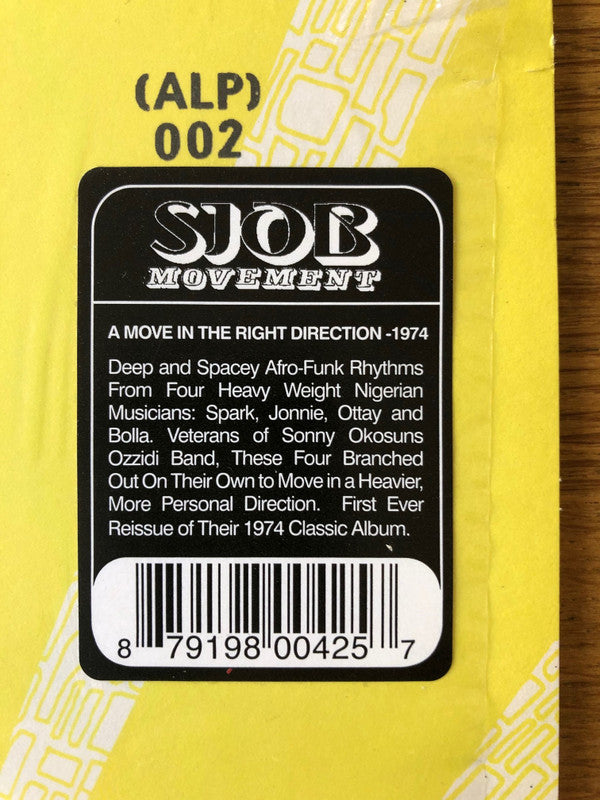 (ALP)
002
SJOB
MOVEMENT
A MOVE IN THE RIGHT DIRECTION -1974
Deep and Spacey Afro-Funk Rhythms
From Four Heavy Weight Nigerian
Musicians: Spark, Jonnie, Ottay and
Bolla. Veterans of Sonny Okosuns
Ozzidi Band, These Four Branched
Out On Their Own to Move in a Heavier,
More Personal Direction. First Ever
Reissue of Their 1974 Classic Album.
8 79198 00425 7